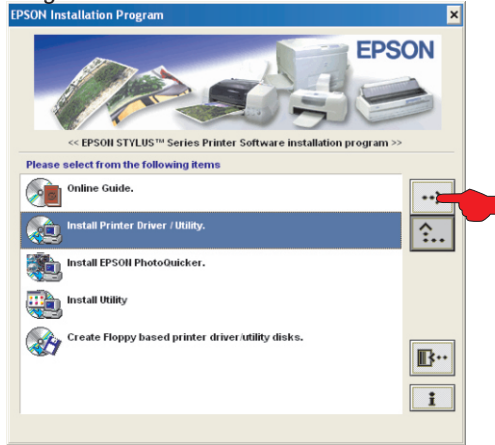 EPSON Installation Program
EPSON
<< EPSON STYLUS™ Series Printer Software installation program >>
Please select from the following items
Online Guide.
Install Printer Driver / Utility.
Install EPSON PhotoQuicker.
Install Utility
Create Floppy based printer driver/utility disks.